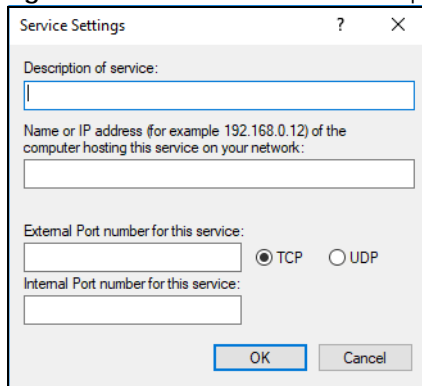 Service Settings ? ×
Description of service:
Name or IP address (for example 192.168.0.12) of the
computer hosting this service on your network:
External Port number for this service:
TCP UDP
Internal Port number for this service:
OK Cancel